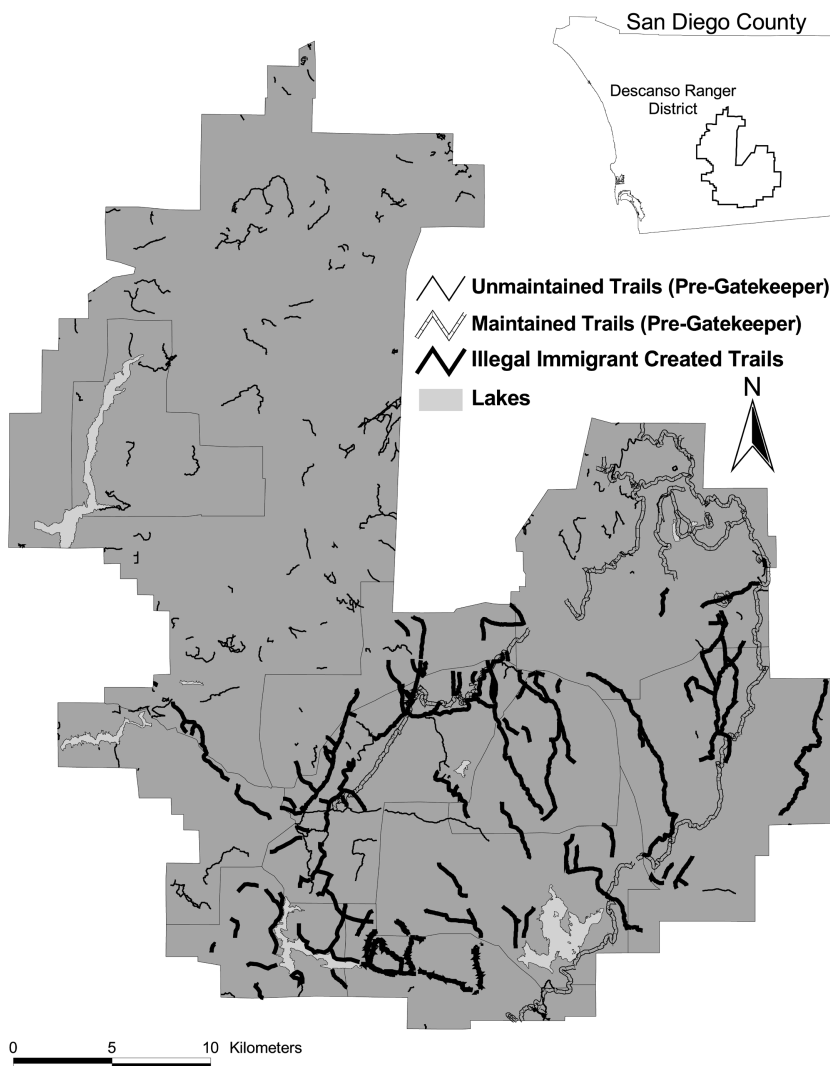 San Diego County
Descanso Ranger
District
Unmaintained Trails (Pre-Gatekeeper)
Maintained Trails (Pre-Gatekeeper)
Illegal Immigrant Created Trails
Lakes
N
0 5 10 Kilometers